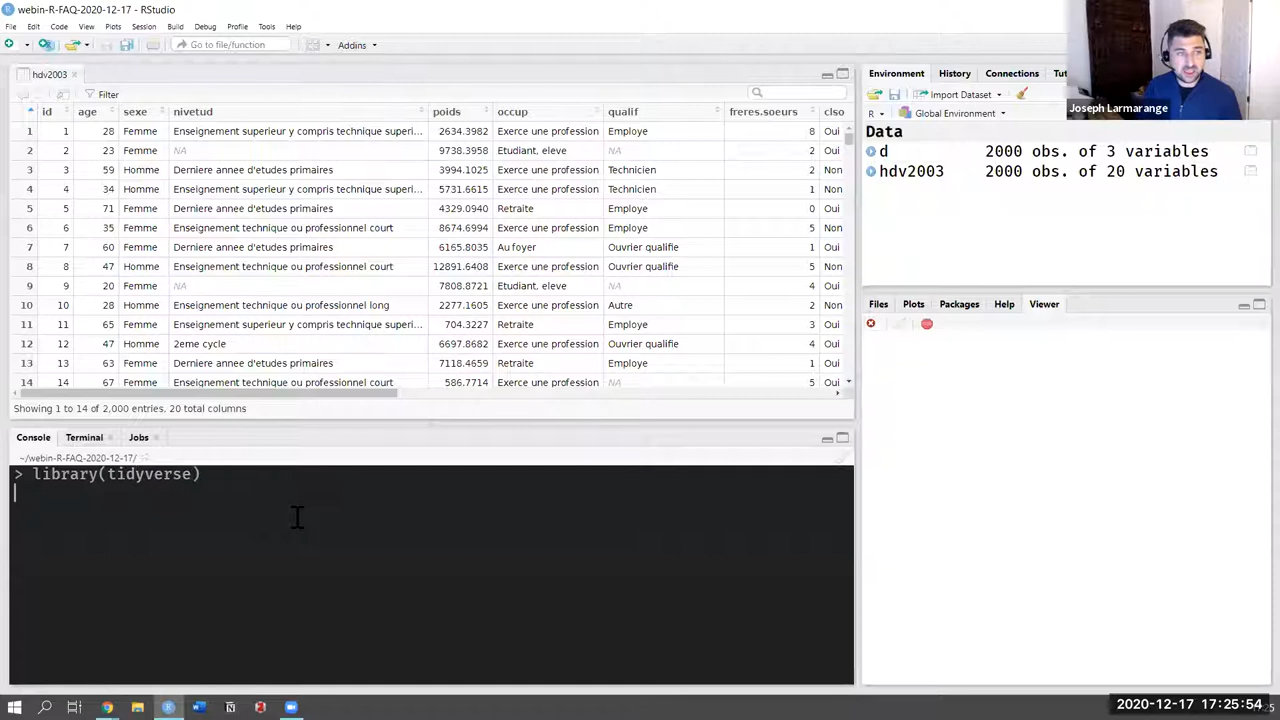 webin-R-FAQ-2020-12-17 - RStudio
File Edit Code View Plots Session Build Debug Profile Tools Help
Go to file/function Addins
Joseph Larmarange
hdv2003
Filter
id age sexe nivetud poids occup qualif freres.soeurs clso
1 1 28 Femme Enseignement superieur y compris technique superi... 2634.3982 Exerce une profession Employe 8 Oui
2 2 23 Femme NA 9738.3958 Etudiant, eleve NA 2 Oui
3 3 59 Homme Derniere annee d'etudes primaires 3994.1025 Exerce une profession Technicien 2 Non
4 4 34 Homme Enseignement superieur y compris technique superi... 5731.6615 Exerce une profession Technicien 1 Non
5 5 71 Femme Derniere annee d'etudes primaires 4329.0940 Retraite Employe 0 Oui
6 6 35 Femme Enseignement technique ou professionnel court 8674.6994 Exerce une profession Employe 5 Non
7 7 60 Femme Derniere annee d'etudes primaires 6165.8035 Au foyer Ouvrier qualifie 1 Oui
8 8 47 Homme Enseignement technique ou professionnel court 12891.6408 Exerce une profession Ouvrier qualifie 5 Non
9 9 20 Femme NA 7808.8721 Etudiant, eleve NA 4 Oui
10 10 28 Homme Enseignement technique ou professionnel long 2277.1605 Exerce une profession Autre 2 Non
11 11 65 Femme Enseignement superieur y compris technique superi... 704.3227 Retraite Employe 3 Oui
12 12 47 Homme 2eme cycle 6697.8682 Exerce une profession Ouvrier qualifie 4 Oui
13 13 63 Femme Derniere annee d'etudes primaires 7118.4659 Retraite Employe 1 Oui
14 14 67 Femme Enseignement technique ou professionnel court 586.7714 Exerce une profession NA 5 Oui
Showing 1 to 14 of 2,000 entries, 20 total columns
Console Terminal Jobs
~/webin-R-FAQ-2020-12-17/
> library(tidyverse)
Environment History Connections Tut
Import Dataset
R Global Environment
Data
d 2000 obs. of 3 variables
hdv2003 2000 obs. of 20 variables
Files Plots Packages Help Viewer
2020-12-17 17:25:54